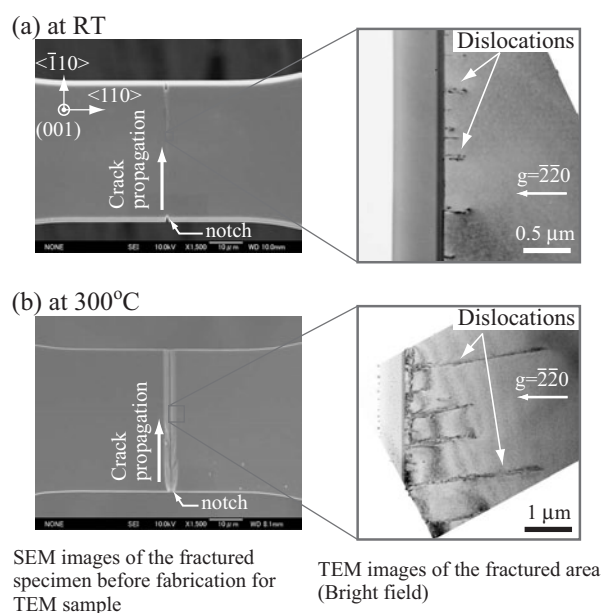 (a) at RT
<1̄10>
<110>
(001)
Crack
propagation
notch
NONE SEI 10.0kV X1,500 10μm WD 10.0mm
Dislocations
g=2̄2̄0
0.5 μm
(b) at 300°C
Crack
propagation
notch
NONE SEI 10.0kV X1,500 10μm WD 8.1mm
Dislocations
g=2̄2̄0
1 μm
SEM images of the fractured
specimen before fabrication for
TEM sample
TEM images of the fractured area
(Bright field)